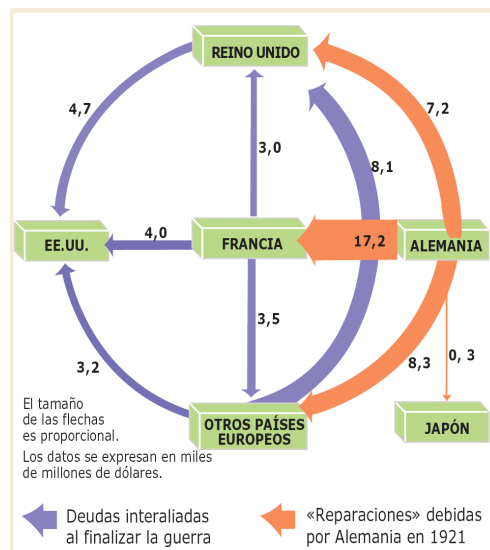 REINO UNIDO
4,7
7,2
3,0
8,1
4,0
EE.UU.
FRANCIA
17,2
ALEMANIA
3,5
3,2
8,3
0, 3
El tamaño
de las flechas
es proporcional.
Los datos se expresan en miles
de millones de dólares.
OTROS PAÍSES
EUROPEOS
JAPÓN
Deudas interaliadas
al finalizar la guerra
«Reparaciones» debidas
por Alemania en 1921